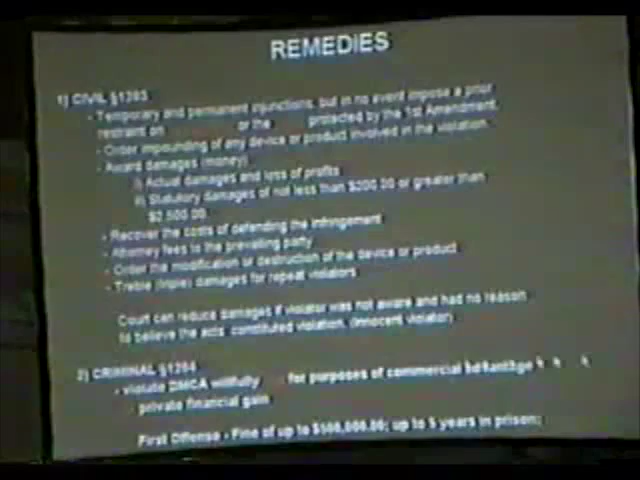 REMEDIES
1) CIVIL §1203
- Temporary and permanent injunctions, but in no event impose a prior
restraint on or the protected by the 1st Amendment.
- Order impounding of any device or product involved in the violation.
- Award damages (money).
i) Actual damages and loss of profits
ii) Statutory damages of not less than $200.00 or greater than
$2,500.00
- Recover the costs of defending the infringement
- Attorney fees to the prevailing party
- Order the modification or destruction of the device or product
- Treble (triple) damages for repeat violators
Court can reduce damages if violator was not aware and had no reason
to believe the acts constituted violation. (innocent violator)
2) CRIMINAL §1204
- violate DMCA willfully for purposes of commercial
private financial gain
First Offense - Fine of up to $500,000.00; up to 5 years in prison;